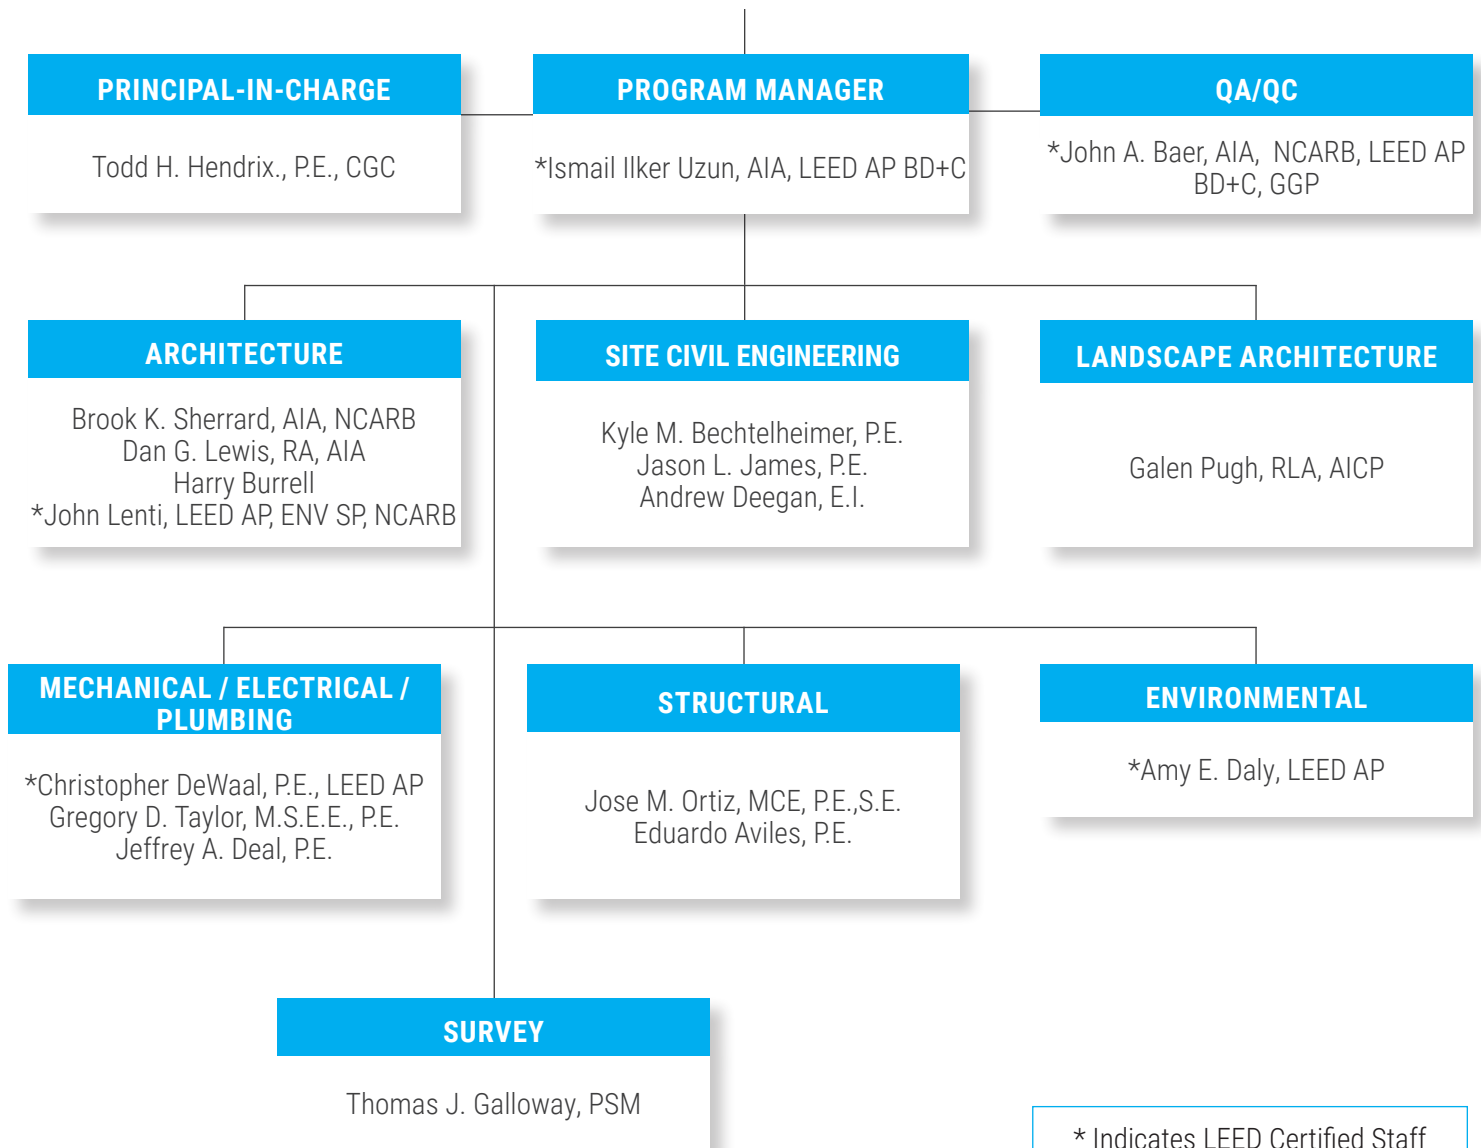 PRINCIPAL-IN-CHARGE
Todd H. Hendrix., P.E., CGC
PROGRAM MANAGER
*Ismail Ilker Uzun, AIA, LEED AP BD+C
QA/QC
*John A. Baer, AIA, NCARB, LEED AP
BD+C, GGP
ARCHITECTURE
Brook K. Sherrard, AIA, NCARB
Dan G. Lewis, RA, AIA
Harry Burrell
*John Lenti, LEED AP, ENV SP, NCARB
SITE CIVIL ENGINEERING
Kyle M. Bechtelheimer, P.E.
Jason L. James, P.E.
Andrew Deegan, E.I.
LANDSCAPE ARCHITECTURE
Galen Pugh, RLA, AICP
MECHANICAL / ELECTRICAL /
PLUMBING
*Christopher DeWaal, P.E., LEED AP
Gregory D. Taylor, M.S.E.E., P.E.
Jeffrey A. Deal, P.E.
STRUCTURAL
Jose M. Ortiz, MCE, P.E.,S.E.
Eduardo Aviles, P.E.
ENVIRONMENTAL
*Amy E. Daly, LEED AP
SURVEY
Thomas J. Galloway, PSM
* Indicates LEED Certified Staff